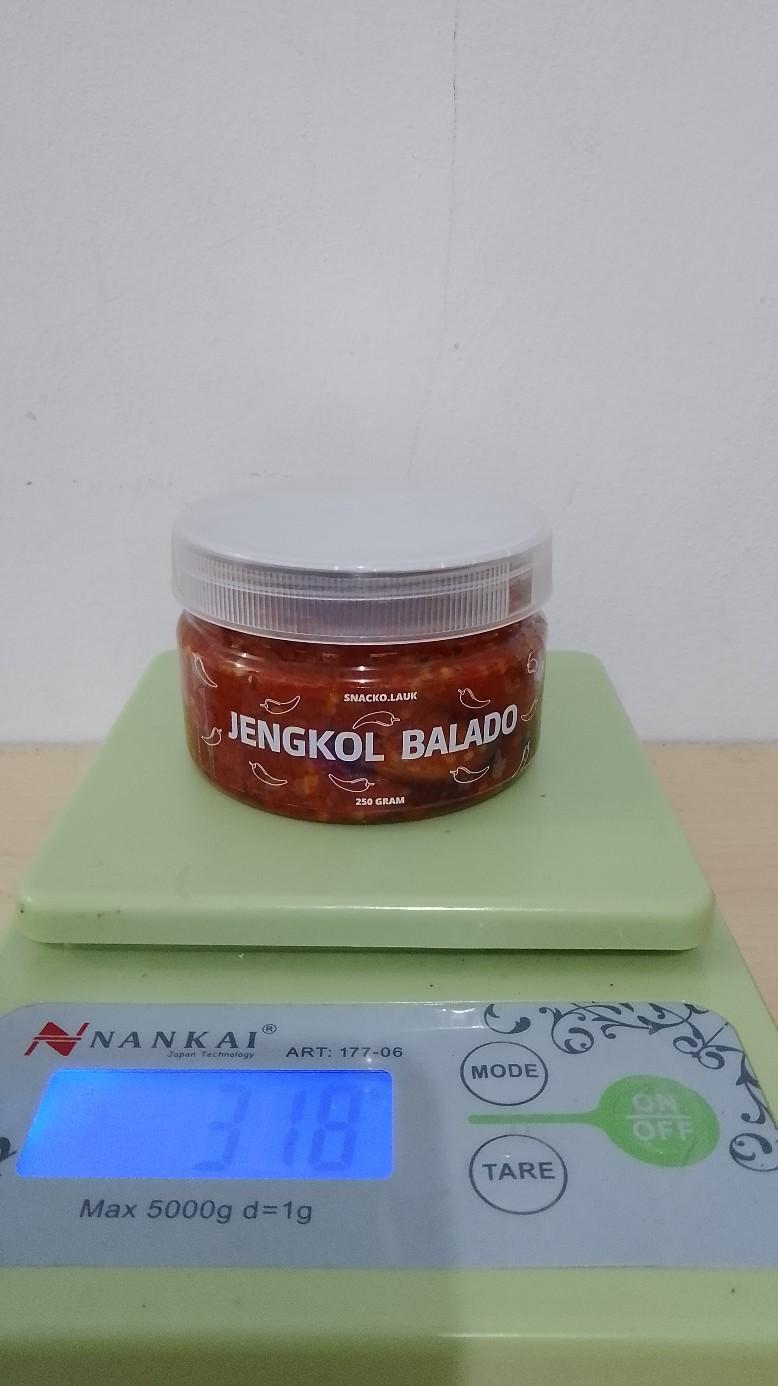 SNACKO.LAUK
JENGKOL BALADO
250 GRAM
NANKAI®
Japan Technology
ART: 177-06
MODE
ON
OFF
318
TARE
Max 5000g d=1g